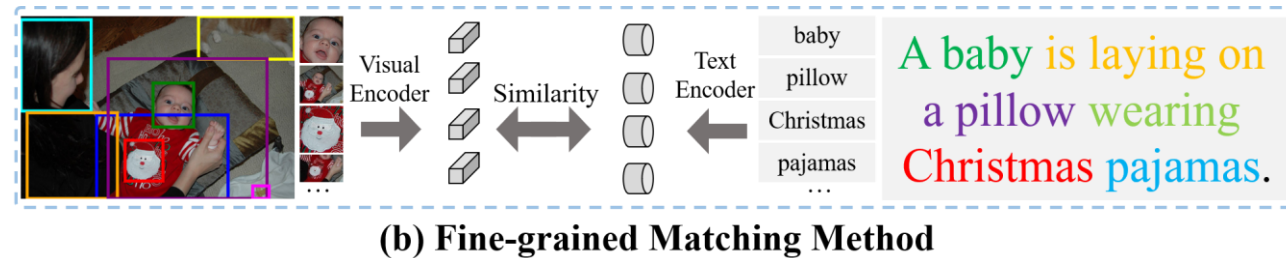 Visual
Encoder
Similarity
Text
Encoder
baby
pillow
Christmas
pajamas
...
...
A baby is laying on
a pillow wearing
Christmas pajamas.
(b) Fine-grained Matching Method